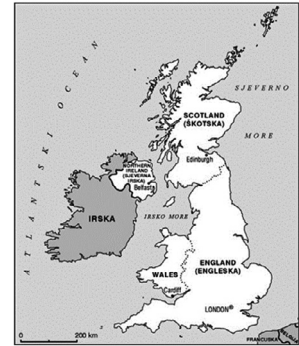 ATLANTSKI OCEAN
SJEVERNO
MORE
SCOTLAND
(ŠKOTSKA)
Edinburgh
NORTHERN
IRELAND
(SJEVERNA
IRSKA)
Belfast
IRSKA
IRSKO MORE
ENGLAND
(ENGLESKA)
WALES
Cardiff
LONDON
0
200 km
FRANCUSKA